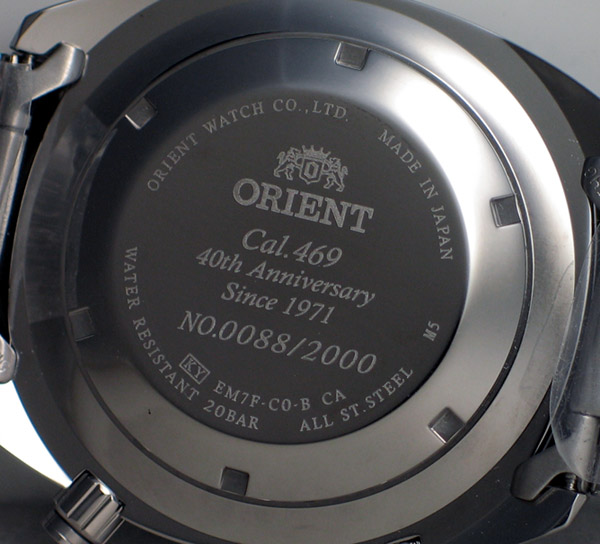 ORIENT WATCH CO.,LTD.
MADE IN JAPAN
ORIENT
Cal.469
40th Anniversary
Since 1971
NO.0088/2000
KY EM7F-C0-B CA
WATER RESISTANT 20BAR
ALL ST.STEEL
M5